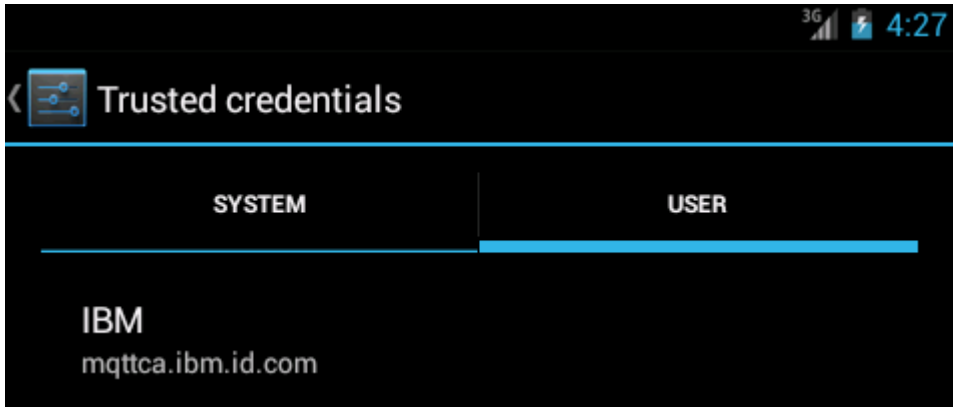 3G 4:27
Trusted credentials
SYSTEM USER
IBM
mqttca.ibm.id.com